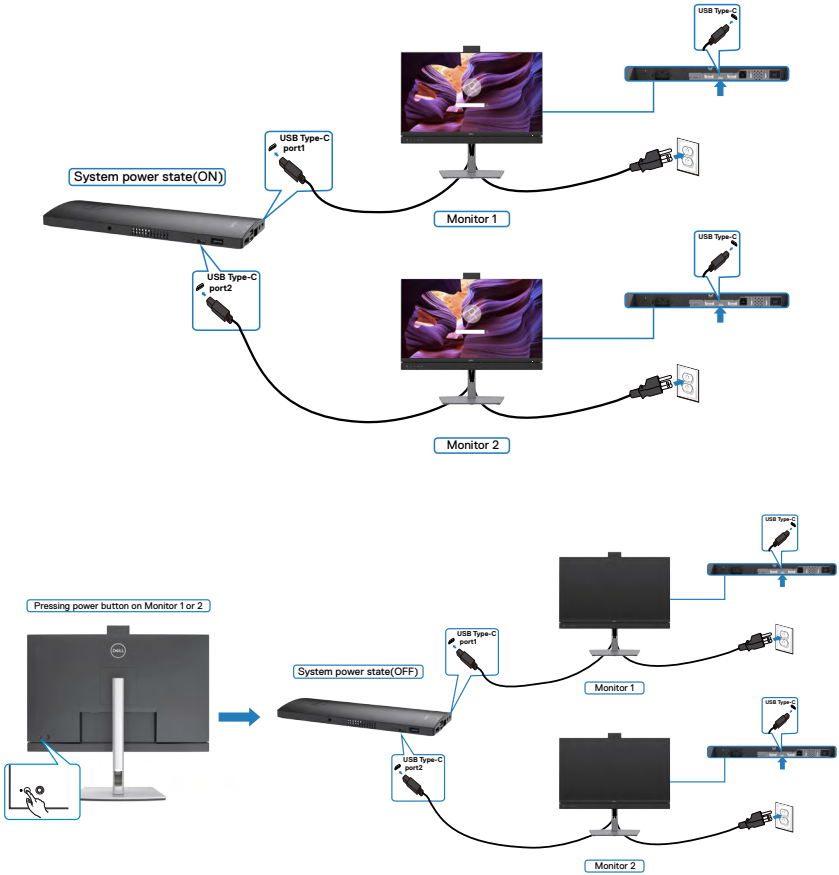 USB Type-C
USB Type-C
port1
System power state(ON)
Monitor 1
USB Type-C
USB Type-C
port2
Monitor 2
USB Type-C
Pressing power button on Monitor 1 or 2
USB Type-C
port1
DELL
System power state(OFF)
Monitor 1
USB Type-C
USB Type-C
port2
Monitor 2